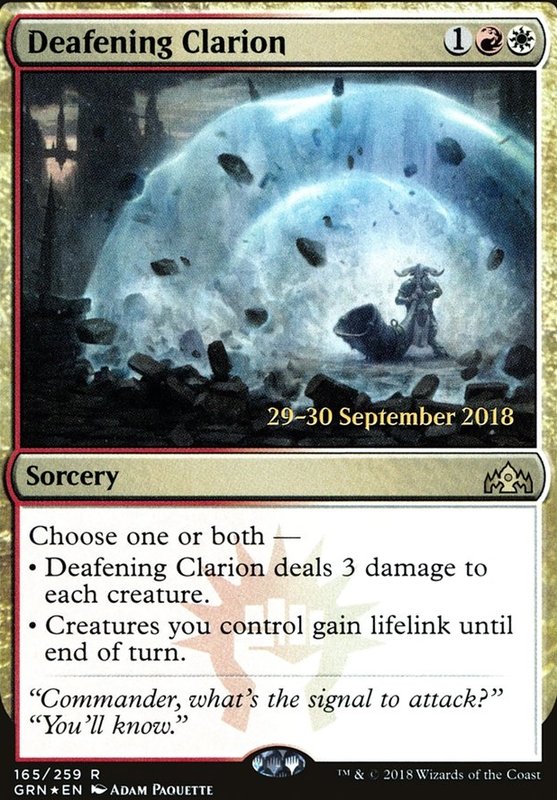 Deafening Clarion 1
29–30 September 2018
Sorcery
Choose one or both —
• Deafening Clarion deals 3 damage to
each creature.
• Creatures you control gain lifelink until
end of turn.
“Commander, what’s the signal to attack?”
“You’ll know.”
165/259 R
GRN★EN Adam Paquette
™ & © 2018 Wizards of the Coast